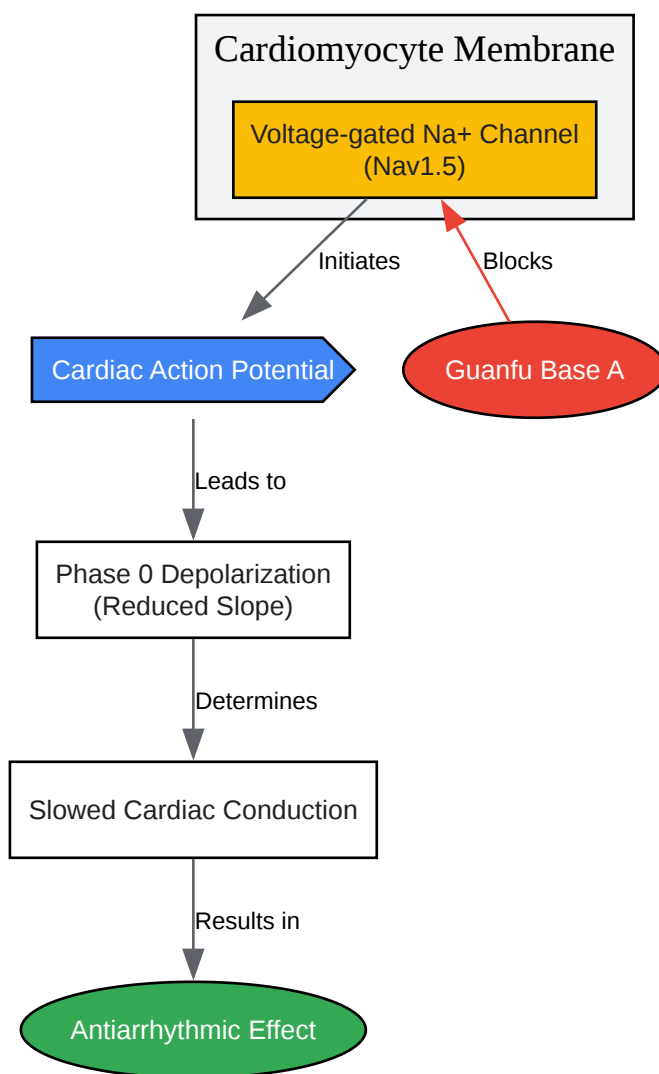 Cardiomyocyte Membrane
Voltage-gated Na+ Channel
(Nav1.5)
Initiates
Blocks
Cardiac Action Potential
Guanfu Base A
Leads to
Phase 0 Depolarization
(Reduced Slope)
Determines
Slowed Cardiac Conduction
Results in
Antiarrhythmic Effect